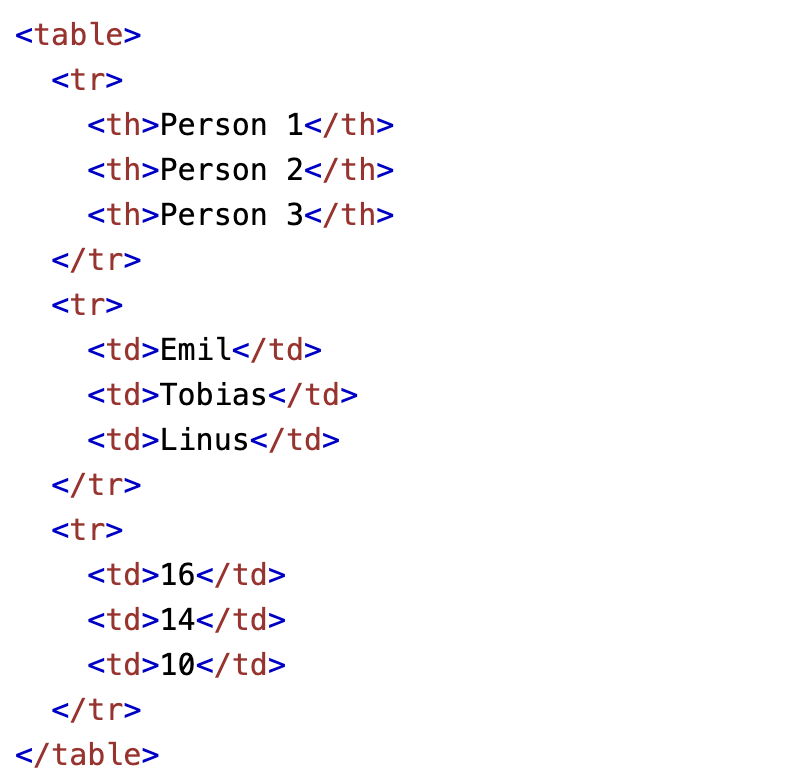 <table>
  <tr>
    <th>Person 1</th>
    <th>Person 2</th>
    <th>Person 3</th>
  </tr>
  <tr>
    <td>Emil</td>
    <td>Tobias</td>
    <td>Linus</td>
  </tr>
  <tr>
    <td>16</td>
    <td>14</td>
    <td>10</td>
  </tr>
</table>